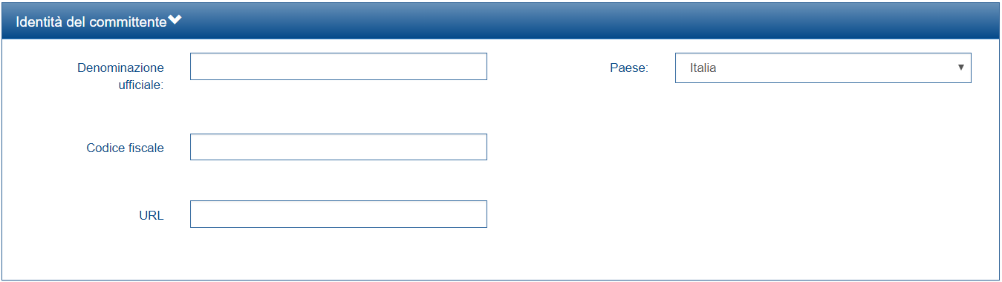 Identità del committente
Denominazione
ufficiale:
Paese:
Italia
Codice fiscale
URL